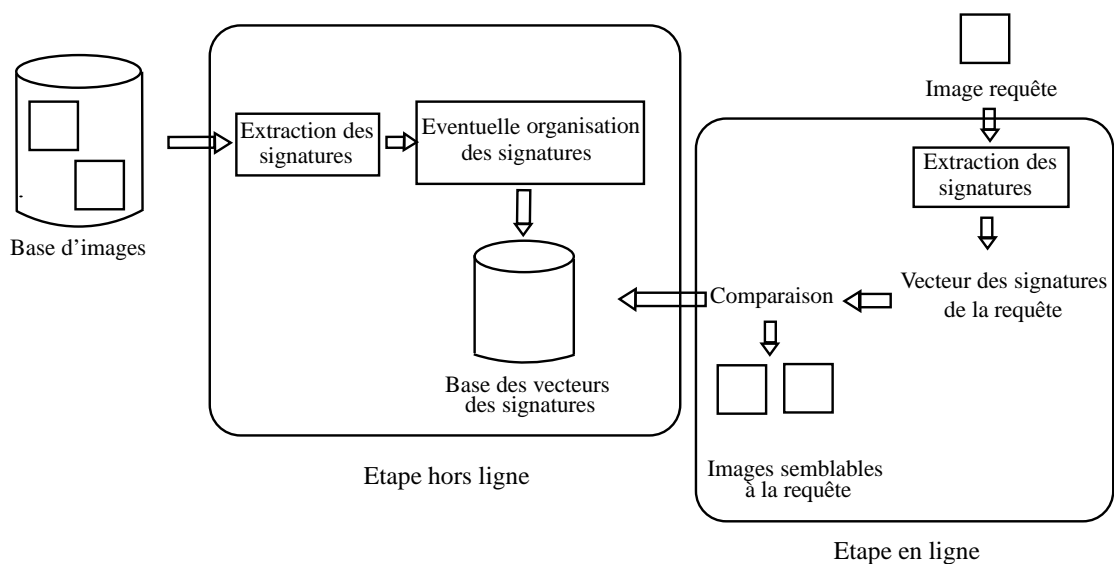 Base d'images
Extraction des
signatures
Eventuelle organisation
des signatures
Base des vecteurs
des signatures
Etape hors ligne
Image requête
Extraction des
signatures
Vecteur des signatures
de la requête
Comparaison
Images semblables
à la requête
Etape en ligne